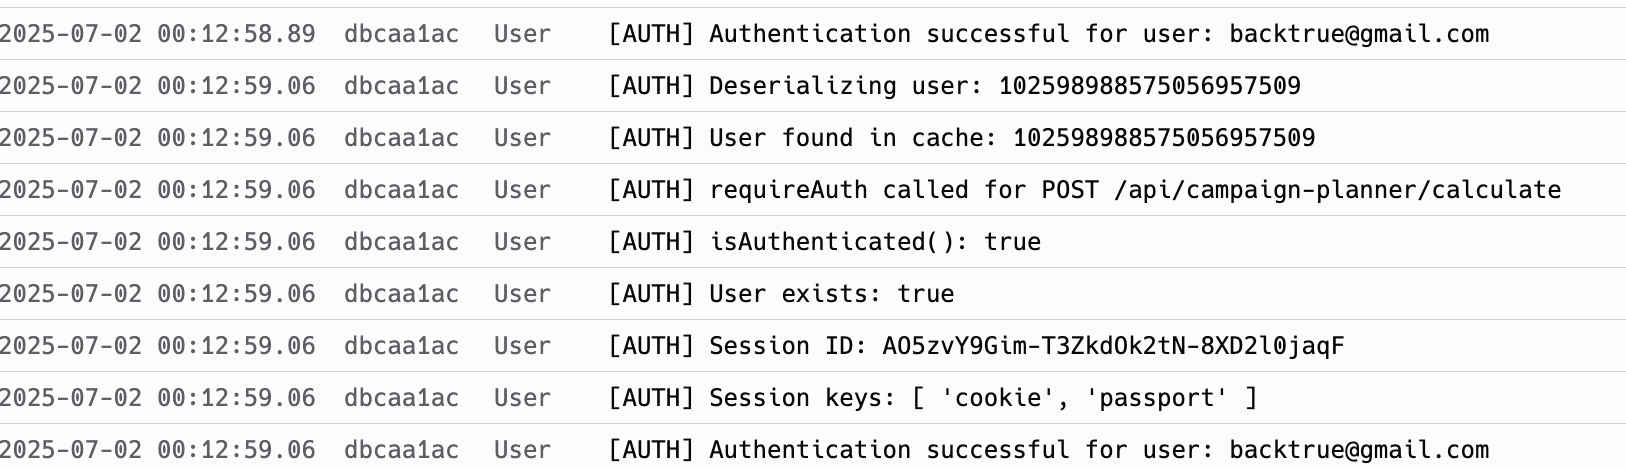 2025-07-02 00:12:58.89 dbcaa1ac User [AUTH] Authentication successful for user: backtrue@gmail.com
2025-07-02 00:12:59.06 dbcaa1ac User [AUTH] Deserializing user: 102598988575056957509
2025-07-02 00:12:59.06 dbcaa1ac User [AUTH] User found in cache: 102598988575056957509
2025-07-02 00:12:59.06 dbcaa1ac User [AUTH] requireAuth called for POST /api/campaign-planner/calculate
2025-07-02 00:12:59.06 dbcaa1ac User [AUTH] isAuthenticated(): true
2025-07-02 00:12:59.06 dbcaa1ac User [AUTH] User exists: true
2025-07-02 00:12:59.06 dbcaa1ac User [AUTH] Session ID: AO5zvY9Gim-T3ZkdOk2tN-8XD2l0jaqF
2025-07-02 00:12:59.06 dbcaa1ac User [AUTH] Session keys: [ 'cookie', 'passport' ]
2025-07-02 00:12:59.06 dbcaa1ac User [AUTH] Authentication successful for user: backtrue@gmail.com